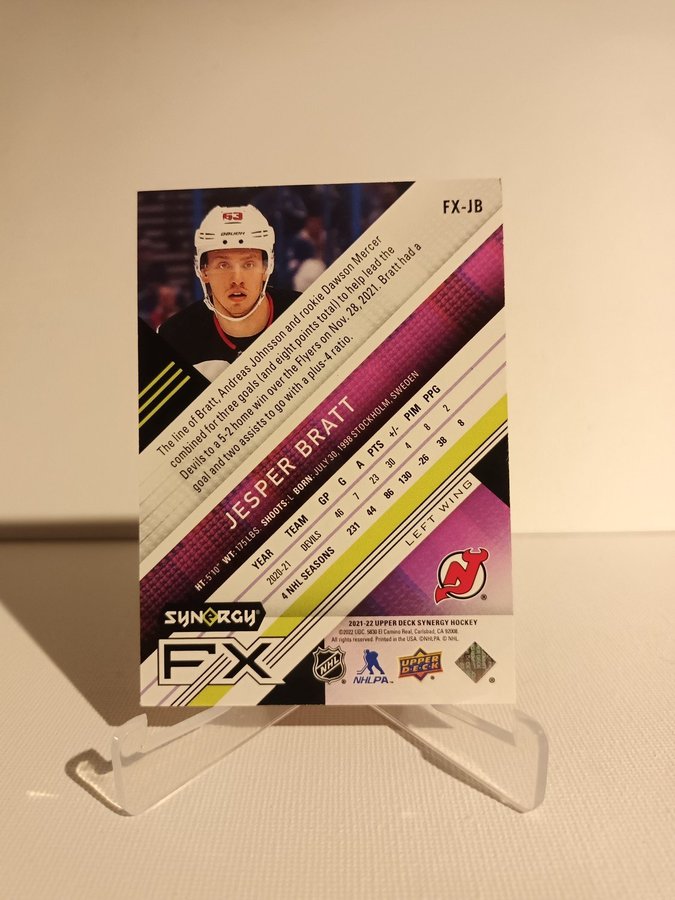 FX-JB
63
BAUER
The line of Bratt, Andreas Johnsson and rookie Dawson Mercer
combined for three goals (and eight points total) to help lead the
Devils to a 5-2 home win over the Flyers on Nov. 28, 2021. Bratt had a
goal and two assists to go with a plus-4 ratio.
JESPER BRATT
HT: 5'10" WT: 175 LBS. SHOOTS: L BORN: JULY 30, 1998 STOCKHOLM, SWEDEN
YEAR TEAM GP G A PTS +/- PIM PPG
2020-21 DEVILS 46 7 23 30 4 8 2
4 NHL SEASONS 231 44 86 130 -26 38 8
LEFT WING
SYNERGY
FX
2021-22 UPPER DECK SYNERGY HOCKEY
©2022 UDC. 5830 El Camino Real, Carlsbad, CA 92008.
All rights reserved. Printed in the USA. ©NHLPA. © NHL.
NHL
NHLPA
UPPER
DECK